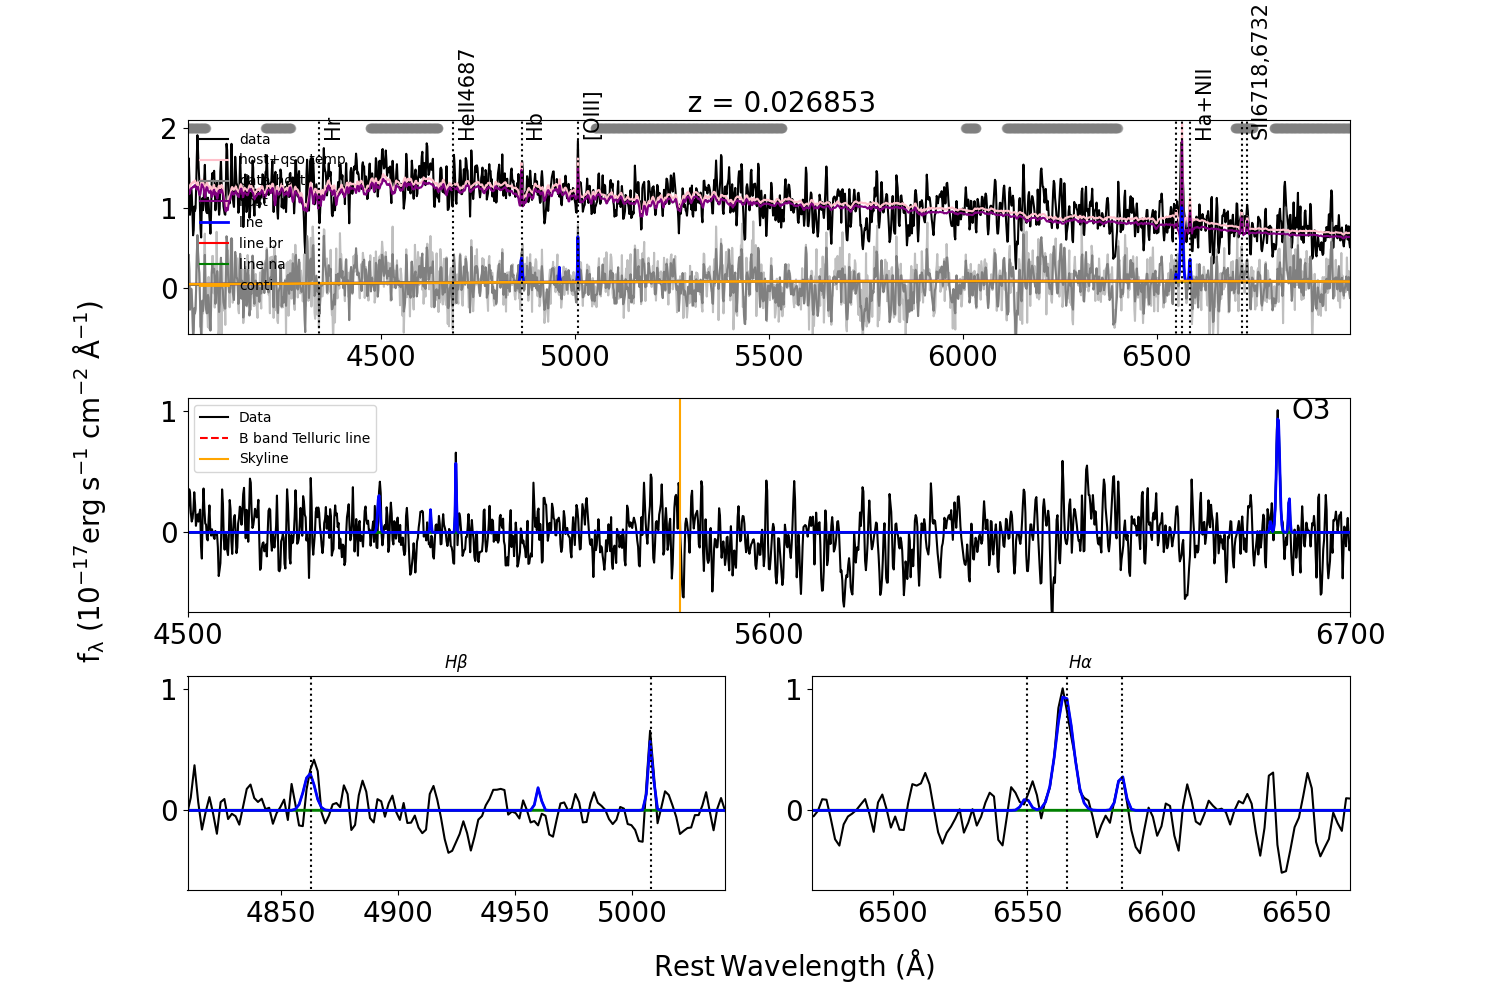 z = 0.026853
Hr
HeII4687
Hb
[OIII]
Ha+NII
SII6718,6732
data
host+qso temp
line
line br
line na
conti
2
1
0
4500
5000
5500
6000
6500
fλ (10⁻¹⁷erg s⁻¹ cm⁻² Å⁻¹)
Data
B band Telluric line
Skyline
O3
1
0
4500
5600
6700
Hβ
1
0
4850
4900
4950
5000
Hα
1
0
6500
6550
6600
6650
Rest Wavelength (Å)